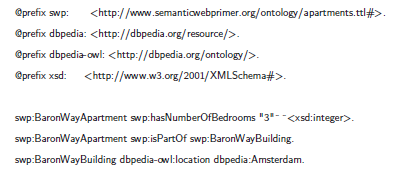 @prefix swp: <http://www.semanticwebprimer.org/ontology/apartments.ttl#>.
@prefix dbpedia: <http://dbpedia.org/resource/>.
@prefix dbpedia-owl: <http://dbpedia.org/ontology/>.
@prefix xsd: <http://www.w3.org/2001/XMLSchema#>.
swp:BaronWayApartment swp:hasNumberOfBedrooms "3"ˆˆ<xsd:integer>.
swp:BaronWayApartment swp:isPartOf swp:BaronWayBuilding.
swp:BaronWayBuilding dbpedia-owl:location dbpedia:Amsterdam.